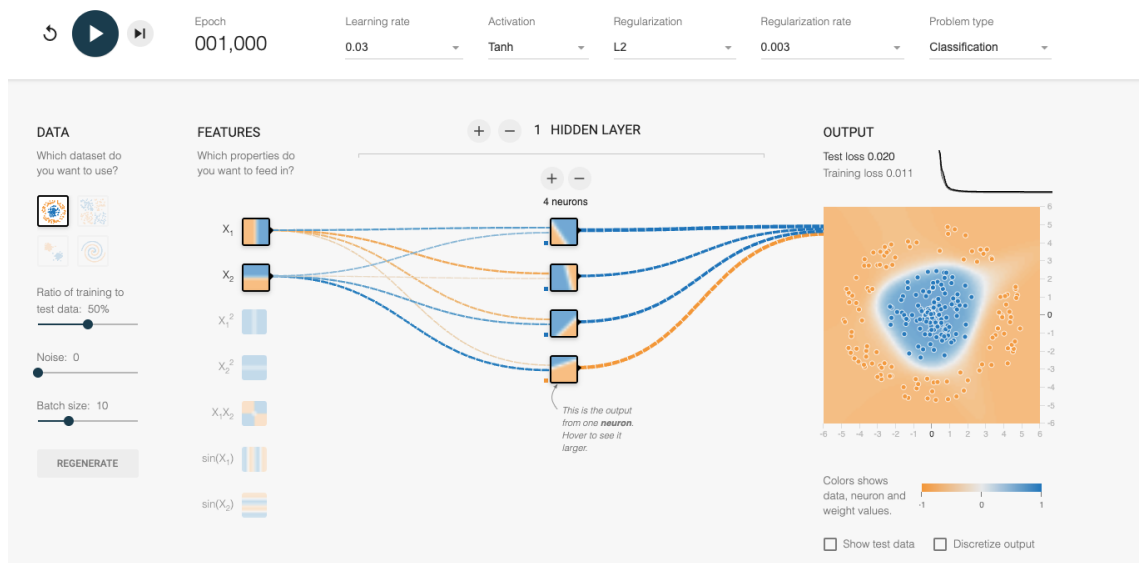 Epoch
001,000
Learning rate
0.03
Activation
Tanh
Regularization
L2
Regularization rate
0.003
Problem type
Classification
DATA
Which dataset do
you want to use?
Ratio of training to
test data: 50%
Noise: 0
Batch size: 10
REGENERATE
FEATURES
Which properties do
you want to feed in?
X₁
X₂
X₁²
X₂²
X₁X₂
sin(X₁)
sin(X₂)
+ − 1 HIDDEN LAYER
+ −
4 neurons
This is the output
from one neuron.
Hover to see it
larger.
OUTPUT
Test loss 0.020
Training loss 0.011
6
5
4
3
2
1
0
-1
-2
-3
-4
-5
-6
-6 -5 -4 -3 -2 -1 0 1 2 3 4 5 6
Colors shows
data, neuron and
weight values.
-1 0 1
Show test data
Discretize output